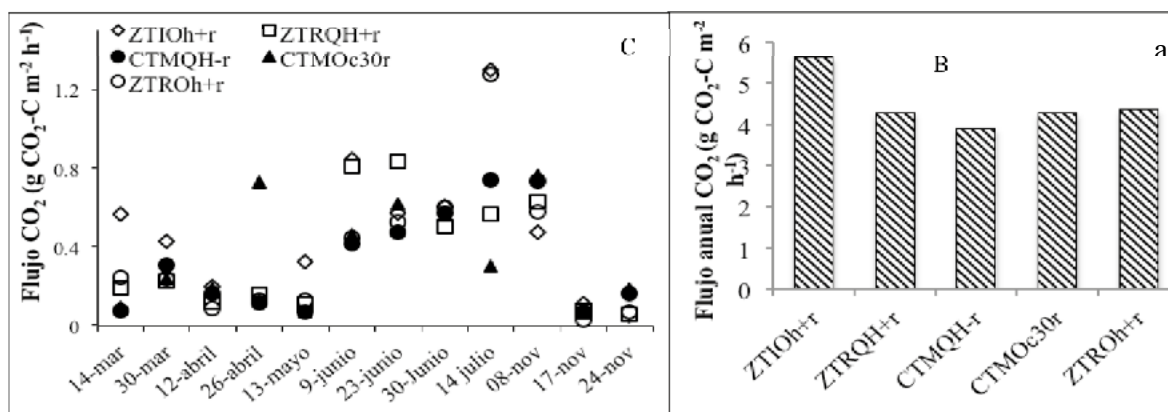 Flujo CO2 (g CO2-C m-2 h-1)
ZTIOh+r
ZTRQH+r
CTMQH-r
CTMOc30r
ZTROh+r
C
1.2
0.8
0.4
0
14-mar
30-mar
12-abril
26-abril
13-mayo
9-junio
23-junio
30-Junio
14 julio
08-nov
17-nov
24-nov
Flujo anual CO2 (g CO2-C m-2
h-1)
B
a
6
5
4
3
2
1
0
ZTIOh+r
ZTRQH+r
CTMQH-r
CTMOc30r
ZTROh+r